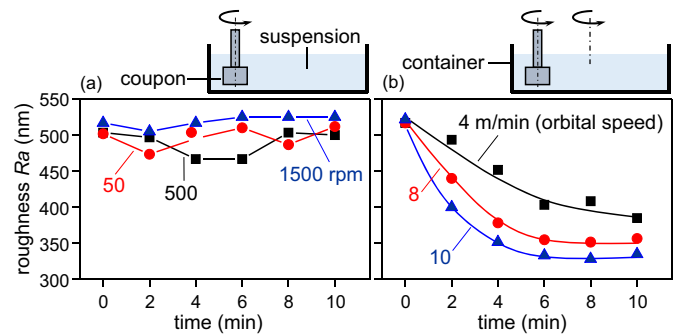 suspension
coupon
container
(a)
(b)
roughness Ra (nm)
550
500
450
400
350
300
50
500
1500 rpm
4 m/min (orbital speed)
8
10
0 2 4 6 8 10
0 2 4 6 8 10
time (min)
time (min)